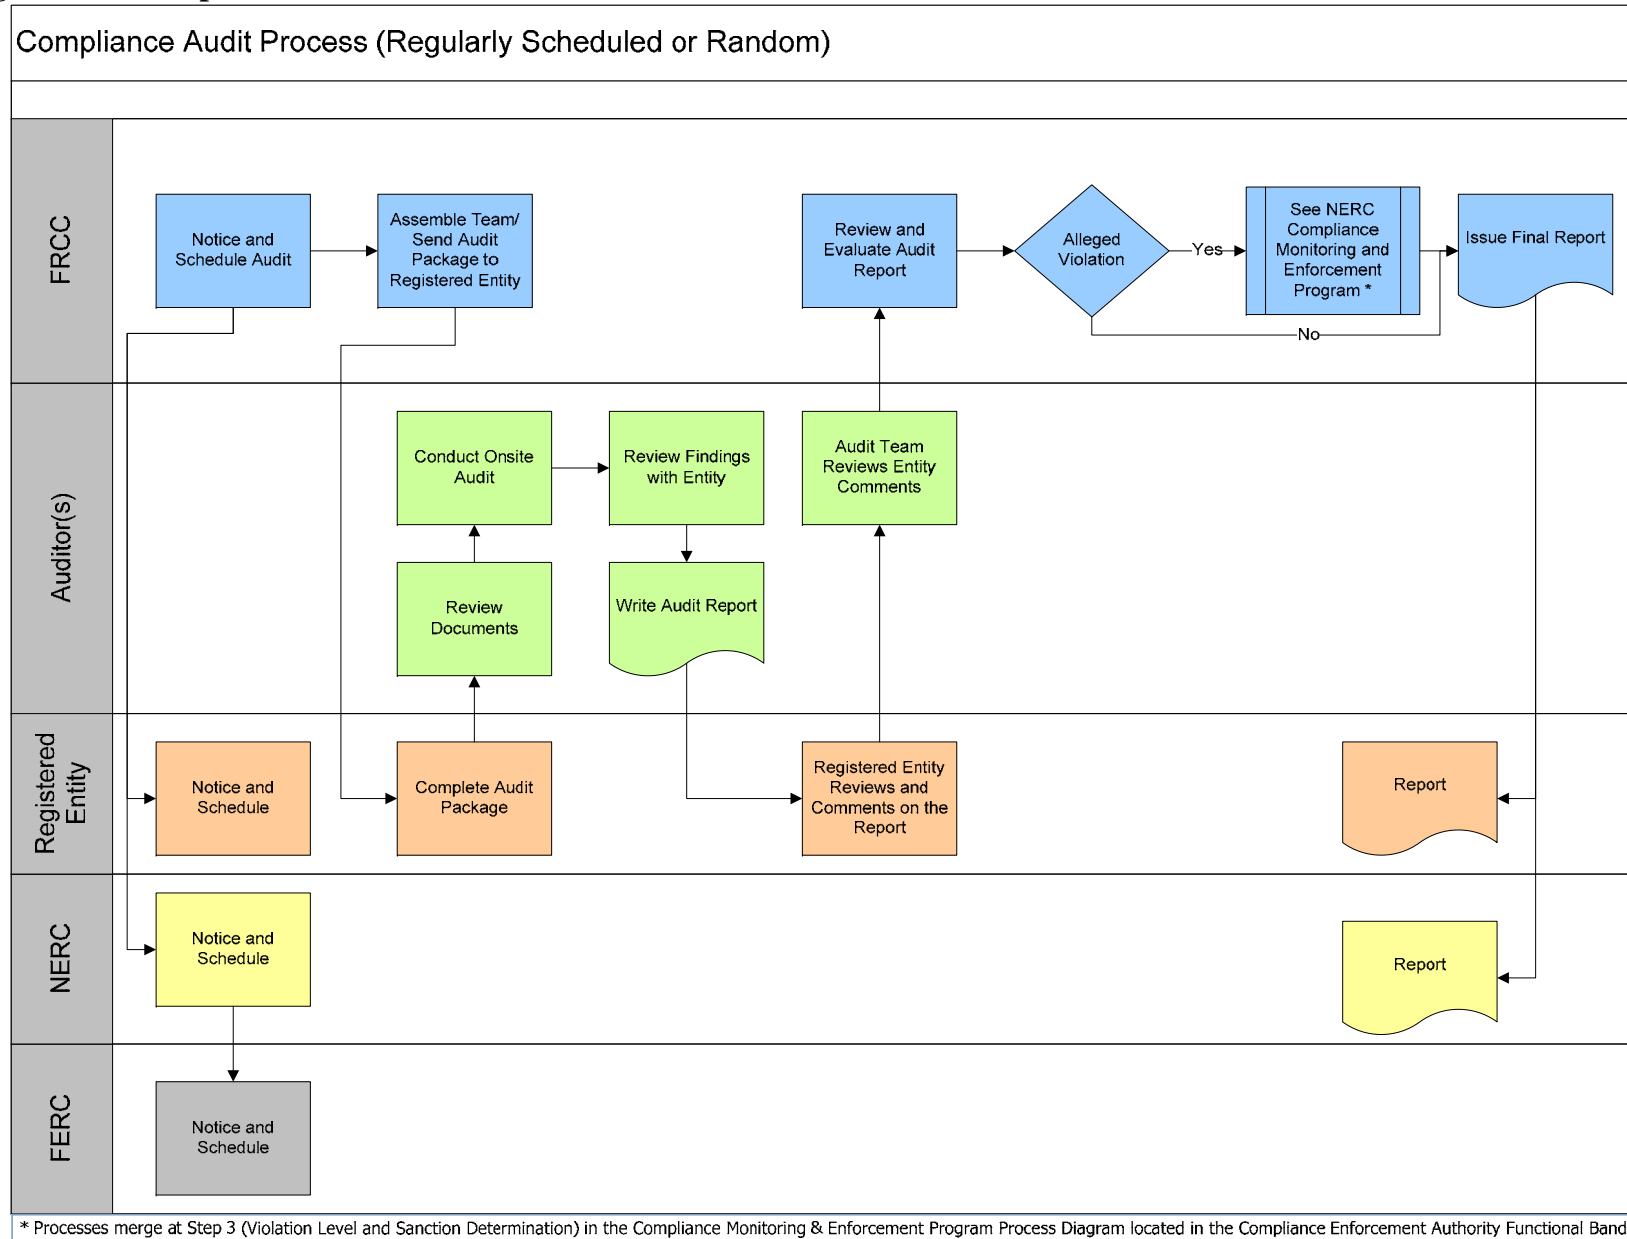 Compliance Audit Process (Regularly Scheduled or Random)
FRCC
Notice and
Schedule Audit
Assemble Team/
Send Audit
Package to
Registered Entity
Review and
Evaluate Audit
Report
Alleged
Violation
Yes
No
See NERC
Compliance
Monitoring and
Enforcement
Program *
Issue Final Report
Auditor(s)
Conduct Onsite
Audit
Review Findings
with Entity
Audit Team
Reviews Entity
Comments
Review
Documents
Write Audit Report
Registered
Entity
Notice and
Schedule
Complete Audit
Package
Registered Entity
Reviews and
Comments on the
Report
Report
NERC
Notice and
Schedule
Report
FERC
Notice and
Schedule
* Processes merge at Step 3 (Violation Level and Sanction Determination) in the Compliance Monitoring & Enforcement Program Process Diagram located in the Compliance Enforcement Authority Functional Band